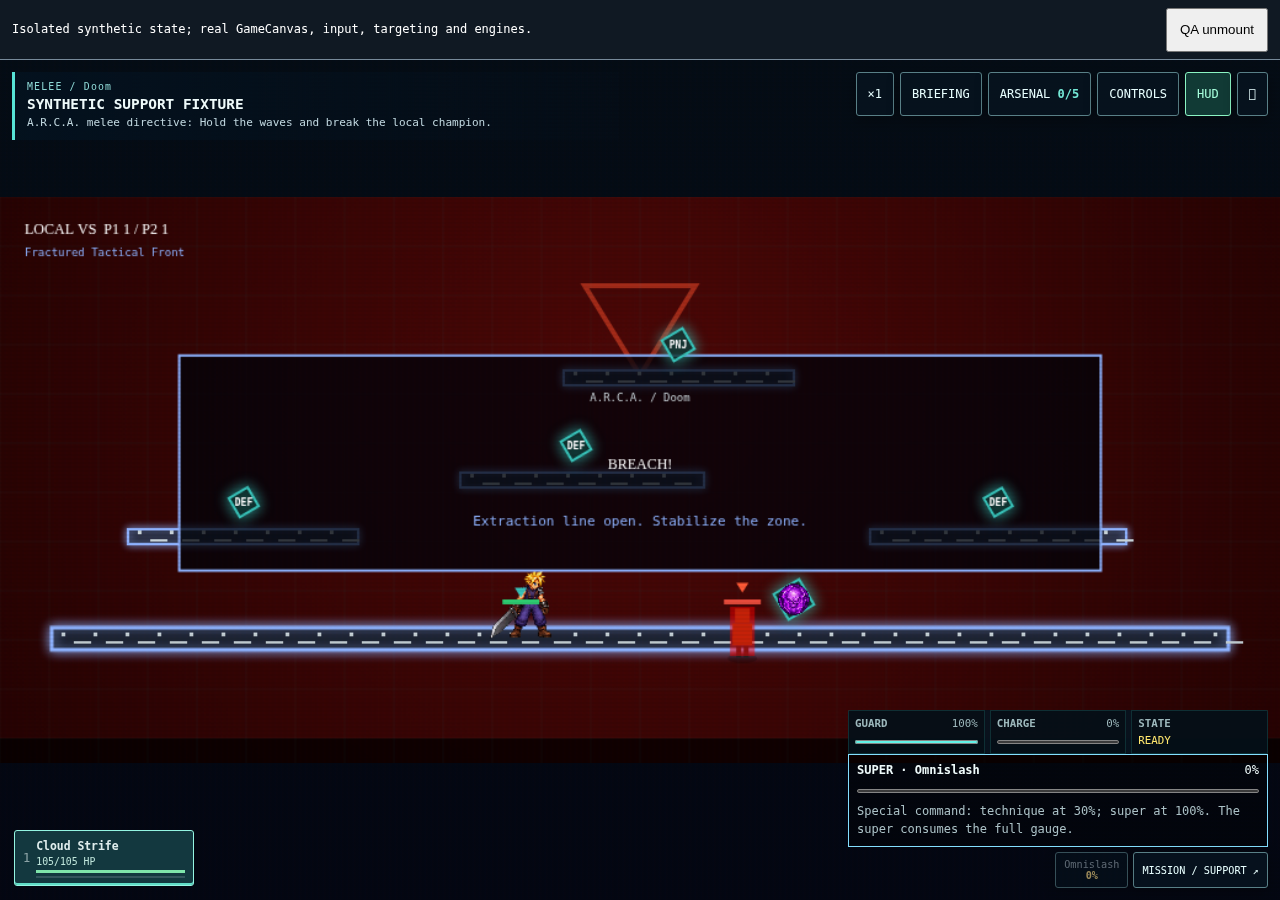 Isolated synthetic state; real GameCanvas, input, targeting and engines.
QA unmount
MELEE / Doom
SYNTHETIC SUPPORT FIXTURE
A.R.C.A. melee directive: Hold the waves and break the local champion.
×1
BRIEFING
ARSENAL 0/5
CONTROLS
HUD
LOCAL VS P1 1 / P2 1
Fractured Tactical Front
PNJ
A.R.C.A. / Doom
DEF
BREACH!
DEF
DEF
Extraction line open. Stabilize the zone.
GUARD 100%
CHARGE 0%
STATE
READY
SUPER · Omnislash 0%
Special command: technique at 30%; super at 100%. The
super consumes the full gauge.
1
Cloud Strife
105/105 HP
Omnislash
0%
MISSION / SUPPORT ↗